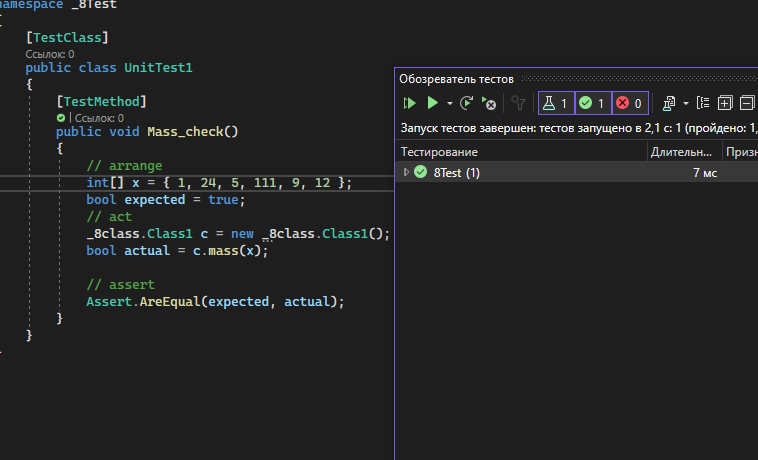 namespace _8Test
{
[TestClass]
Ссылок: 0
public class UnitTest1
{
[TestMethod]
| Ссылок: 0
public void Mass_check()
{
// arrange
int[] x = { 1, 24, 5, 111, 9, 12 };
bool expected = true;
// act
_8class.Class1 c = new _8class.Class1();
bool actual = c.mass(x);
// assert
Assert.AreEqual(expected, actual);
}
}
Обозреватель тестов
1 1 0
Запуск тестов завершен: тестов запущено в 2,1 с: 1 (пройдено: 1,
Тестирование Длительн... Призн
8Test (1) 7 мс